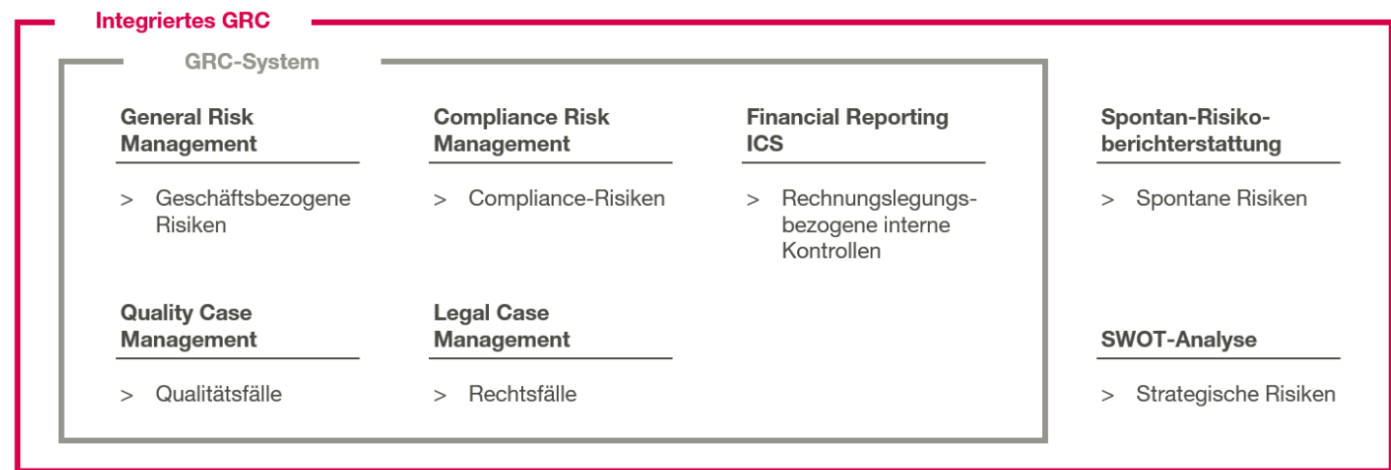 Integriertes GRC
GRC-System
General Risk
Management
> Geschäftsbezogene
Risiken
Compliance Risk
Management
> Compliance-Risiken
Financial Reporting
ICS
> Rechnungslegungs-
bezogene interne
Kontrollen
Spontan-Risiko-
berichterstattung
> Spontane Risiken
Quality Case
Management
> Qualitätsfälle
Legal Case
Management
> Rechtsfälle
SWOT-Analyse
> Strategische Risiken